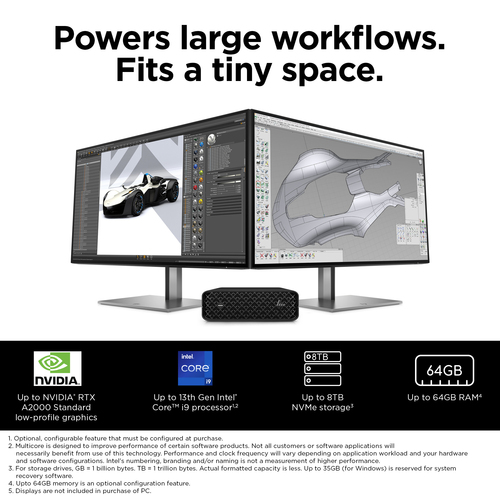 Powers large workflows.
Fits a tiny space.
NVIDIA.
intel.
CORE
i9
8TB
64GB
Up to NVIDIA® RTX
A2000 Standard
low-profile graphics
Up to 13th Gen Intel®
Core™ i9 processor¹,²
Up to 8TB
NVMe storage³
Up to 64GB RAM⁴
1. Optional, configurable feature that must be configured at purchase.
2. Multicore is designed to improve performance of certain software products. Not all customers or software applications will
necessarily benefit from use of this technology. Performance and clock frequency will vary depending on application workload and your hardware
and software configurations. Intel's numbering, branding and/or naming is not a measurement of higher performance.
3. For storage drives, GB = 1 billion bytes. TB = 1 trillion bytes. Actual formatted capacity is less. Up to 35GB (for Windows) is reserved for system
recovery software.
4. Upto 64GB memory is an optional configuration feature.
5. Displays are not included in purchase of PC.